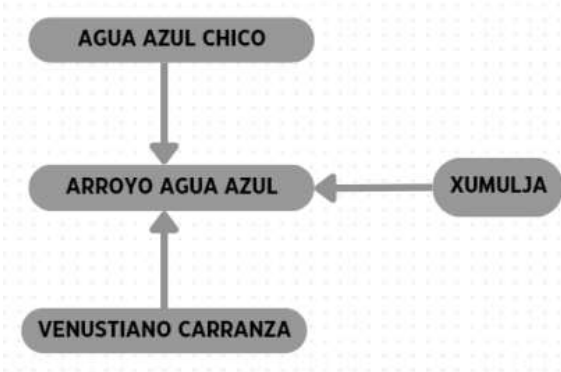 AGUA AZUL CHICO
ARROYO AGUA AZUL
XUMULJA
VENUSTIANO CARRANZA